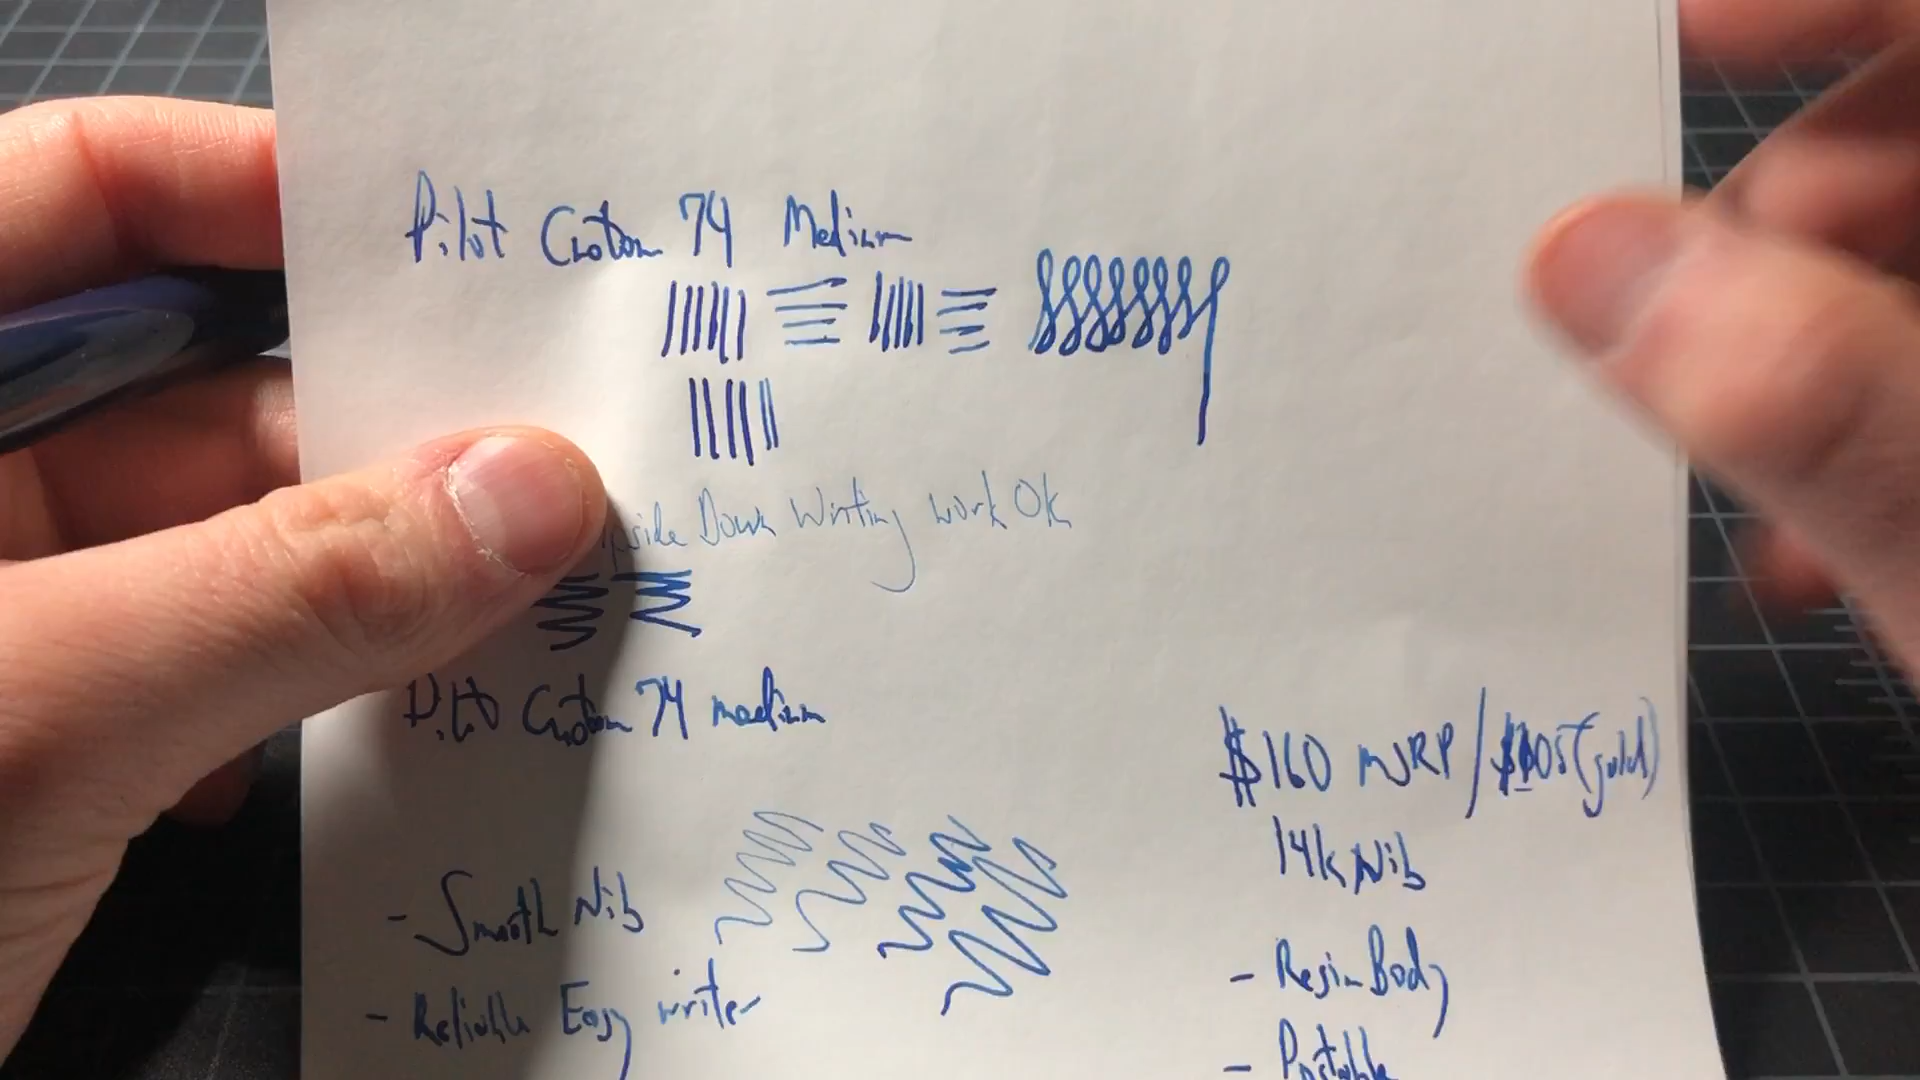 Pilot Custom 74 Medium
Upside Down Writing work Ok
Pilot Custom 74 medium
$160 MSRP / $105 (gold)
14k Nib
- Smooth Nib
- Resin Body
- Reliable Easy writer
- Postable